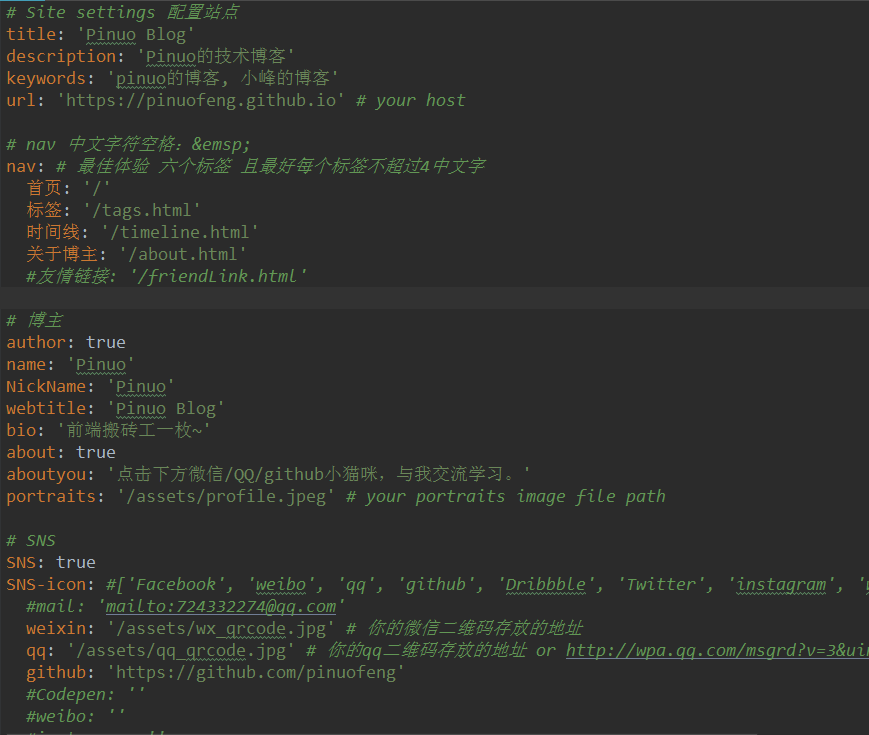 # Site settings 配置站点
title: 'Pinuo Blog'
description: 'Pinuo的技术博客'
keywords: 'pinuo的博客, 小峰的博客'
url: 'https://pinuofeng.github.io' # your host
# nav 中文字符空格：&emsp;
nav: # 最佳体验 六个标签 且最好每个标签不超过4中文字
首页: '/'
标签: '/tags.html'
时间线: '/timeline.html'
关于博主: '/about.html'
#友情链接: '/friendLink.html'
# 博主
author: true
name: 'Pinuo'
NickName: 'Pinuo'
webtitle: 'Pinuo Blog'
bio: '前端搬砖工一枚~'
about: true
aboutyou: '点击下方微信/QQ/github小猫咪，与我交流学习。'
portraits: '/assets/profile.jpeg' # your portraits image file path
# SNS
SNS: true
SNS-icon: #['Facebook', 'weibo', 'qq', 'github', 'Dribbble', 'Twitter', 'instagram', '
#mail: 'mailto:724332274@qq.com'
weixin: '/assets/wx_qrcode.jpg' # 你的微信二维码存放的地址
qq: '/assets/qq_qrcode.jpg' # 你的qq二维码存放的地址 or http://wpa.qq.com/msgrd?v=3&ui
github: 'https://github.com/pinuofeng'
#Codepen: ''
#weibo: ''